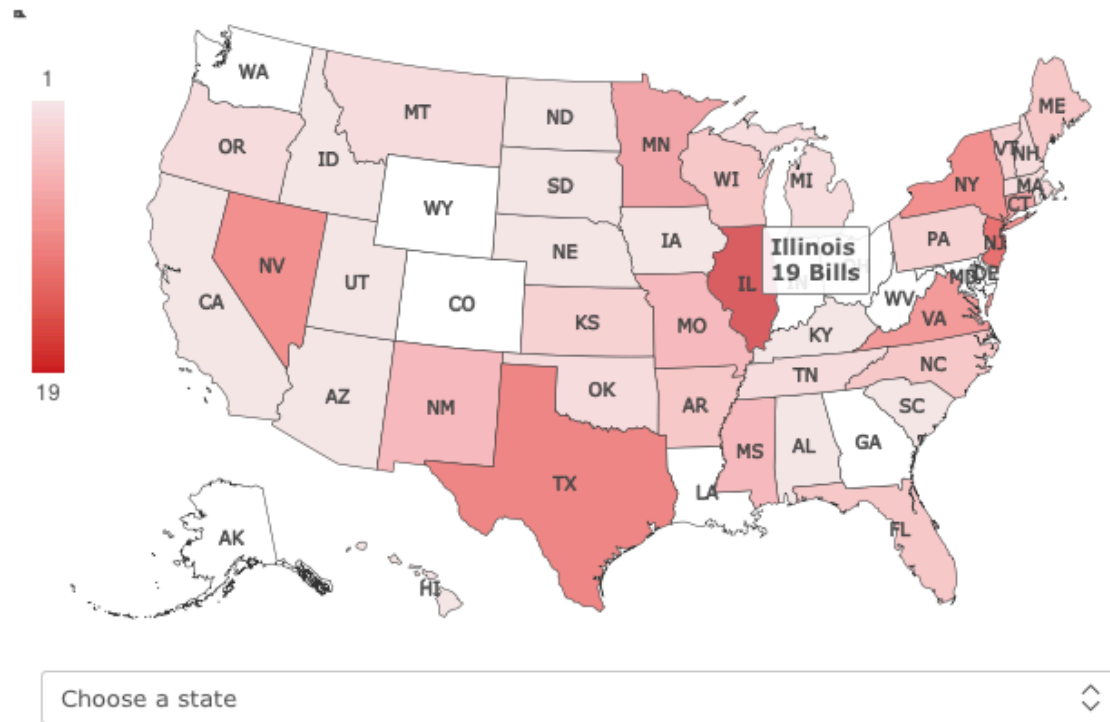 1
19
WA
MT
ND
MN
ME
OR
ID
SD
WI
MI
VT
NH
NY
MA
CT
WY
NE
IA
PA
NJ
Illinois
19 Bills
NV
UT
CO
CA
IL
IN
OH
MD
DE
WV
KS
MO
KY
VA
AZ
NM
OK
AR
TN
NC
SC
MS
AL
GA
TX
LA
FL
AK
HI
Choose a state